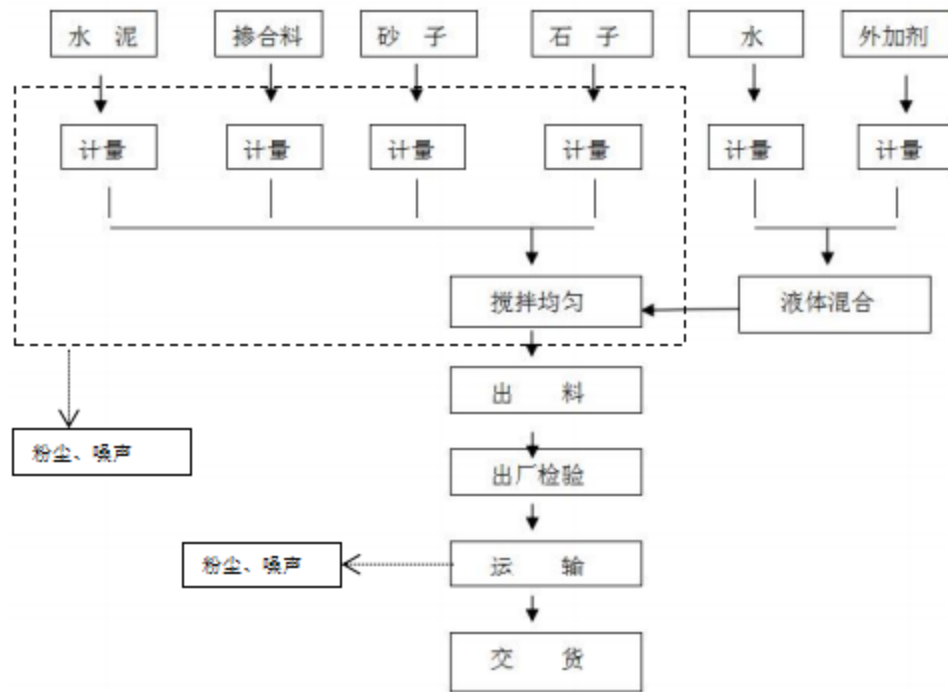 水 泥 掺合料 砂 子 石 子 水 外加剂
计量 计量 计量 计量 计量 计量
搅拌均匀 液体混合
出 料
粉尘、噪声
出厂检验
粉尘、噪声 运 输
交 货